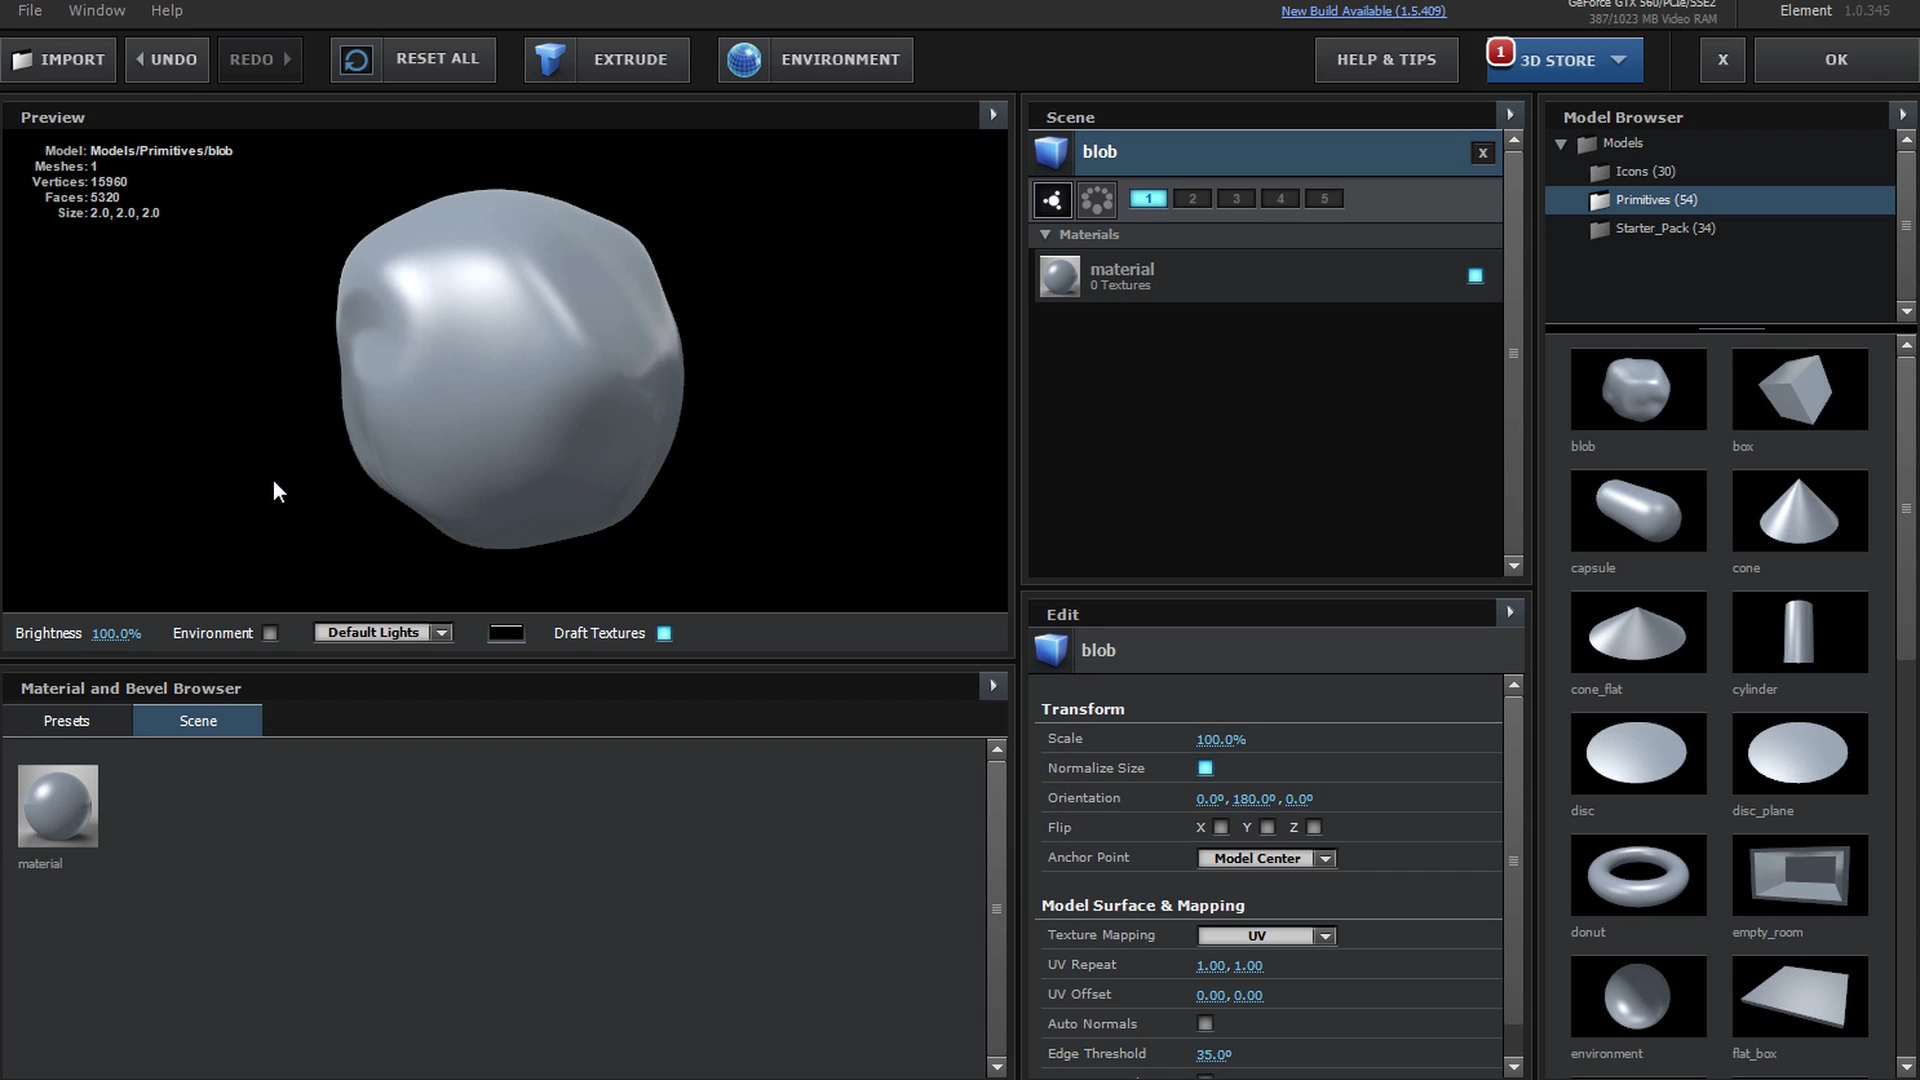 File Window Help
New Build Available (1.5.409)
GeForce GTX 560/PCIe/SSE2
387/1023 MB Video RAM
Element 1.0.345
IMPORT UNDO REDO RESET ALL EXTRUDE ENVIRONMENT HELP & TIPS 1 3D STORE X OK
Preview
Model: Models/Primitives/blob
Meshes: 1
Vertices: 15960
Faces: 5320
Size: 2.0, 2.0, 2.0
Brightness 100.0% Environment Default Lights Draft Textures
Material and Bevel Browser
Presets Scene
material
Scene
blob X
1 2 3 4 5
Materials
material
0 Textures
Edit
blob
Transform
Scale 100.0%
Normalize Size
Orientation 0.0º, 180.0º, 0.0º
Flip X Y Z
Anchor Point Model Center
Model Surface & Mapping
Texture Mapping UV
UV Repeat 1.00, 1.00
UV Offset 0.00, 0.00
Auto Normals
Edge Threshold 35.0º
Model Browser
Models
Icons (30)
Primitives (54)
Starter_Pack (34)
blob box
capsule cone
cone_flat cylinder
disc disc_plane
donut empty_room
environment flat_box